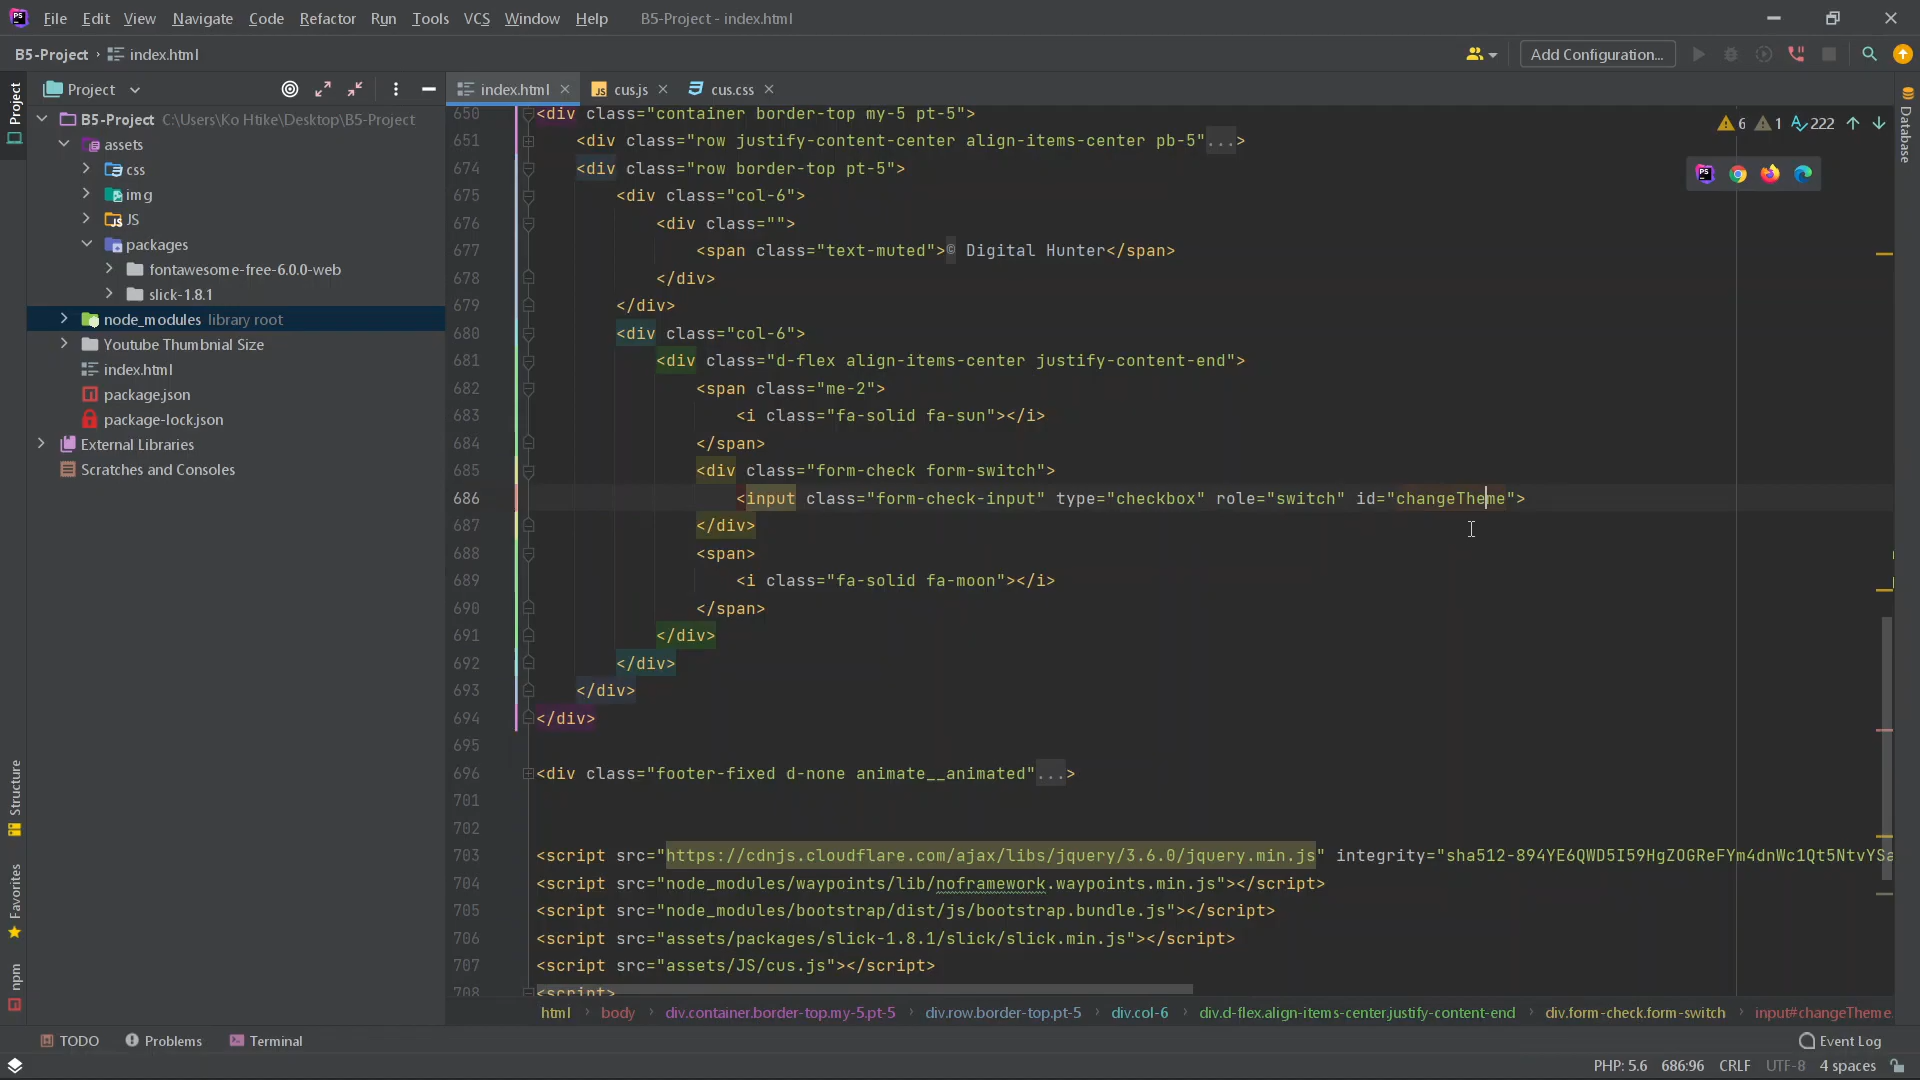 File Edit View Navigate Code Refactor Run Tools VCS Window Help B5-Project - index.html
B5-Project index.html Add Configuration...
Project index.html cus.js cus.css
B5-Project C:\Users\Ko Htike\Desktop\B5-Project
assets
css
img
JS
packages
fontawesome-free-6.0.0-web
slick-1.8.1
node_modules library root
Youtube Thumbnial Size
index.html
package.json
package-lock.json
External Libraries
Scratches and Consoles
Project
Structure
Favorites
npm
6 1 222
Database
650 <div class="container border-top my-5 pt-5">
651 <div class="row justify-content-center align-items-center pb-5"...>
674 <div class="row border-top pt-5">
675 <div class="col-6">
676 <div class="">
677 <span class="text-muted">© Digital Hunter</span>
678 </div>
679 </div>
680 <div class="col-6">
681 <div class="d-flex align-items-center justify-content-end">
682 <span class="me-2">
683 <i class="fa-solid fa-sun"></i>
684 </span>
685 <div class="form-check form-switch">
686 <input class="form-check-input" type="checkbox" role="switch" id="changeTheme">
687 </div>
688 <span>
689 <i class="fa-solid fa-moon"></i>
690 </span>
691 </div>
692 </div>
693 </div>
694 </div>
695
696 <div class="footer-fixed d-none animate__animated"...>
701
702
703 <script src="https://cdnjs.cloudflare.com/ajax/libs/jquery/3.6.0/jquery.min.js" integrity="sha512-894YE6QWD5I59HgZOGReFYm4dnWc1Qt5NtvYSa
704 <script src="node_modules/waypoints/lib/noframework.waypoints.min.js"></script>
705 <script src="node_modules/bootstrap/dist/js/bootstrap.bundle.js"></script>
706 <script src="assets/packages/slick-1.8.1/slick/slick.min.js"></script>
707 <script src="assets/JS/cus.js"></script>
708 <script>
html body div.container.border-top.my-5.pt-5 div.row.border-top.pt-5 div.col-6 div.d-flex.align-items-center.justify-content-end div.form-check.form-switch input#changeTheme.
TODO Problems Terminal Event Log
PHP: 5.6 686:96 CRLF UTF-8 4 spaces